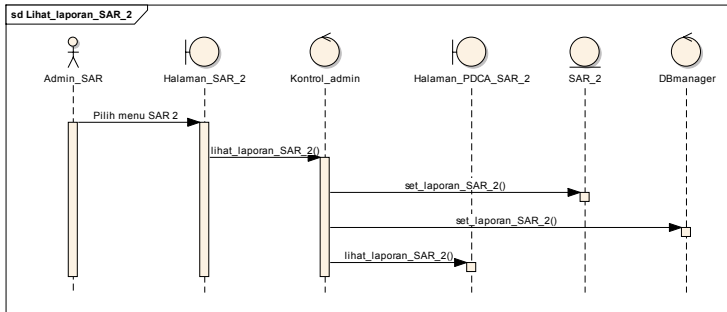 sd Lihat_laporan_SAR_2
Admin_SAR
Halaman_SAR_2
Kontrol_admin
Halaman_PDCA_SAR_2
SAR_2
DBmanager
Pilih menu SAR 2
lihat_laporan_SAR_2()
set_laporan_SAR_2()
set_laporan_SAR_2()
lihat_laporan_SAR_2()